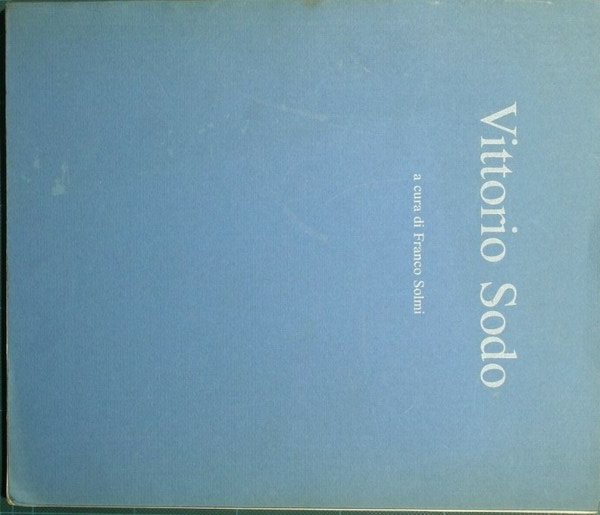 Vittorio Sodo
a cura di Franco Solmi